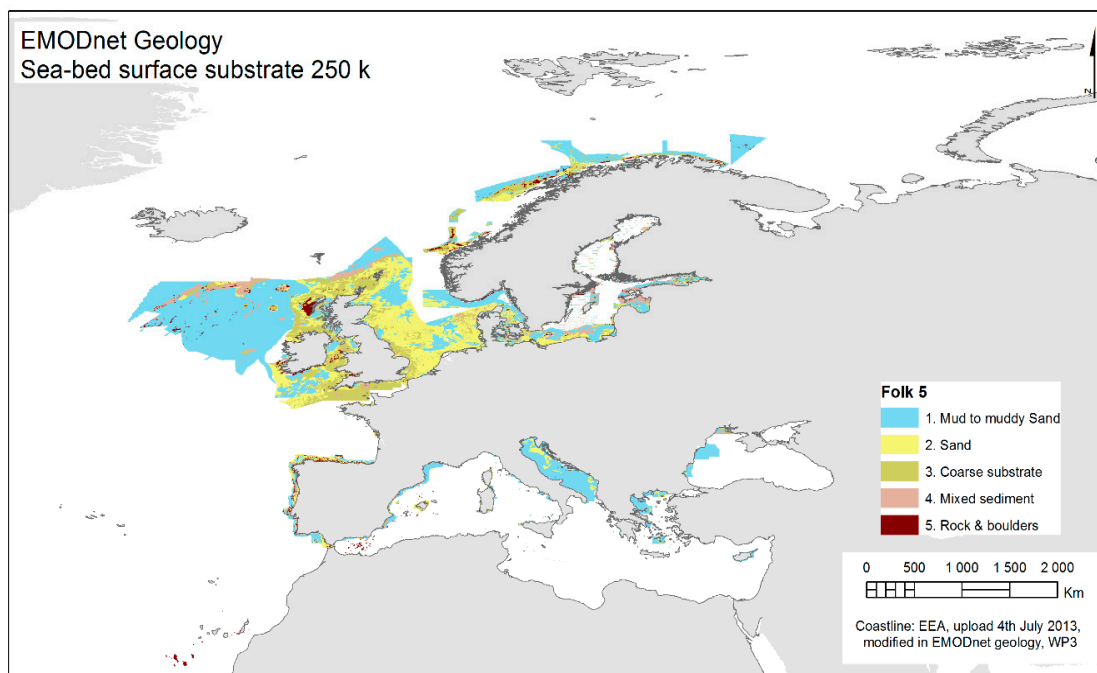 EMODnet Geology
Sea-bed surface substrate 250 k
Folk 5
1. Mud to muddy Sand
2. Sand
3. Coarse substrate
4. Mixed sediment
5. Rock & boulders
0 500 1 000 1 500 2 000
Km
Coastline: EEA, upload 4th July 2013,
modified in EMODnet geology, WP3